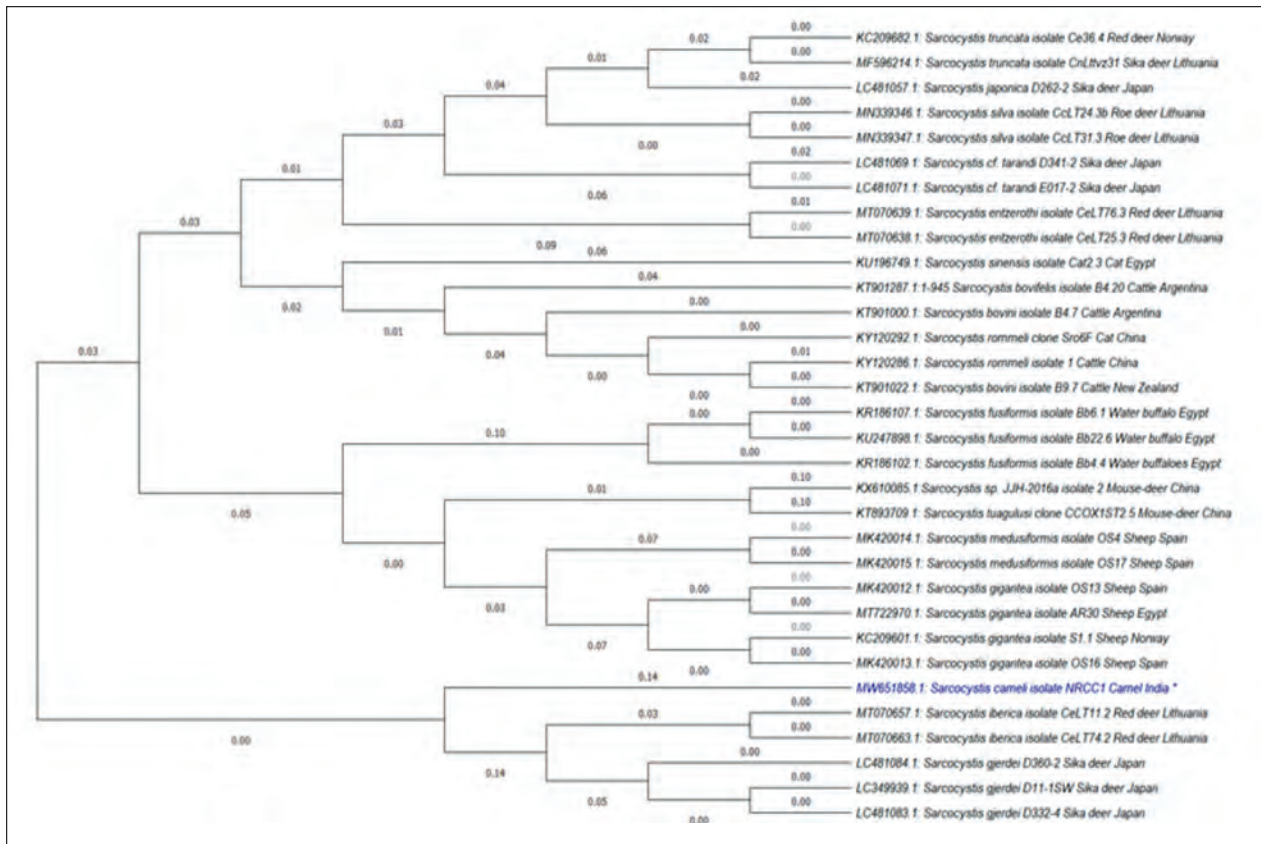 0.00
0.02
KC209682.1: Sarcocystis truncata isolate Ce36.4 Red deer Norway
0.00
0.01
MF596214.1: Sarcocystis truncata isolate CnLttvz31 Sika deer Lithuania
0.02
0.04
LC481057.1: Sarcocystis japonica D262-2 Sika deer Japan
0.00
0.03
MN339346.1: Sarcocystis silva isolate CcLT24.3b Roe deer Lithuania
0.00
0.00
MN339347.1: Sarcocystis silva isolate CcLT31.3 Roe deer Lithuania
0.02
0.01
LC481069.1: Sarcocystis cf. tarandi D341-2 Sika deer Japan
0.00
0.06
LC481071.1: Sarcocystis cf. tarandi E017-2 Sika deer Japan
0.01
0.03
MT070639.1: Sarcocystis entzerothi isolate CeLT76.3 Red deer Lithuania
0.00
MT070638.1: Sarcocystis entzerothi isolate CeLT25.3 Red deer Lithuania
0.09
0.06
KU196749.1: Sarcocystis sinensis isolate Cat2.3 Cat Egypt
0.04
KT901287.1:1-945 Sarcocystis bovifelis isolate B4.20 Cattle Argentina
0.02
0.00
KT901000.1: Sarcocystis bovini isolate B4.7 Cattle Argentina
0.01
0.00
KY120292.1: Sarcocystis rommeli clone Sro6F Cat China
0.03
0.04
0.01
KY120286.1: Sarcocystis rommeli isolate 1 Cattle China
0.00
0.00
KT901022.1: Sarcocystis bovini isolate B9.7 Cattle New Zealand
0.00
0.00
0.00
KR186107.1: Sarcocystis fusiformis isolate Bb6.1 Water buffalo Egypt
0.10
0.00
KU247898.1: Sarcocystis fusiformis isolate Bb22.6 Water buffalo Egypt
0.00
KR186102.1: Sarcocystis fusiformis isolate Bb4.4 Water buffaloes Egypt
0.10
KX610085.1 Sarcocystis sp. JJH-2016a isolate 2 Mouse-deer China
0.01
0.10
KT893709.1: Sarcocystis tuagulusi clone CCOX1ST2.5 Mouse-deer China
0.05
0.00
MK420014.1: Sarcocystis medusiformis isolate OS4 Sheep Spain
0.07
0.00
MK420015.1: Sarcocystis medusiformis isolate OS17 Sheep Spain
0.00
0.00
MK420012.1: Sarcocystis gigantea isolate OS13 Sheep Spain
0.00
0.00
MT722970.1: Sarcocystis gigantea isolate AR30 Sheep Egypt
0.03
0.00
KC209601.1: Sarcocystis gigantea isolate S1.1 Sheep Norway
0.07
0.00
MK420013.1: Sarcocystis gigantea isolate OS16 Sheep Spain
0.00
0.14
MW651858.1: Sarcocystis cameli isolate NRCC1 Camel India *
0.00
MT070657.1: Sarcocystis iberica isolate CeLT11.2 Red deer Lithuania
0.03
0.00
MT070663.1: Sarcocystis iberica isolate CeLT74.2 Red deer Lithuania
0.00
0.00
LC481084.1: Sarcocystis gjerdei D360-2 Sika deer Japan
0.14
0.00
LC349939.1: Sarcocystis gjerdei D11-1SW Sika deer Japan
0.05
0.00
LC481083.1: Sarcocystis gjerdei D332-4 Sika deer Japan
0.00